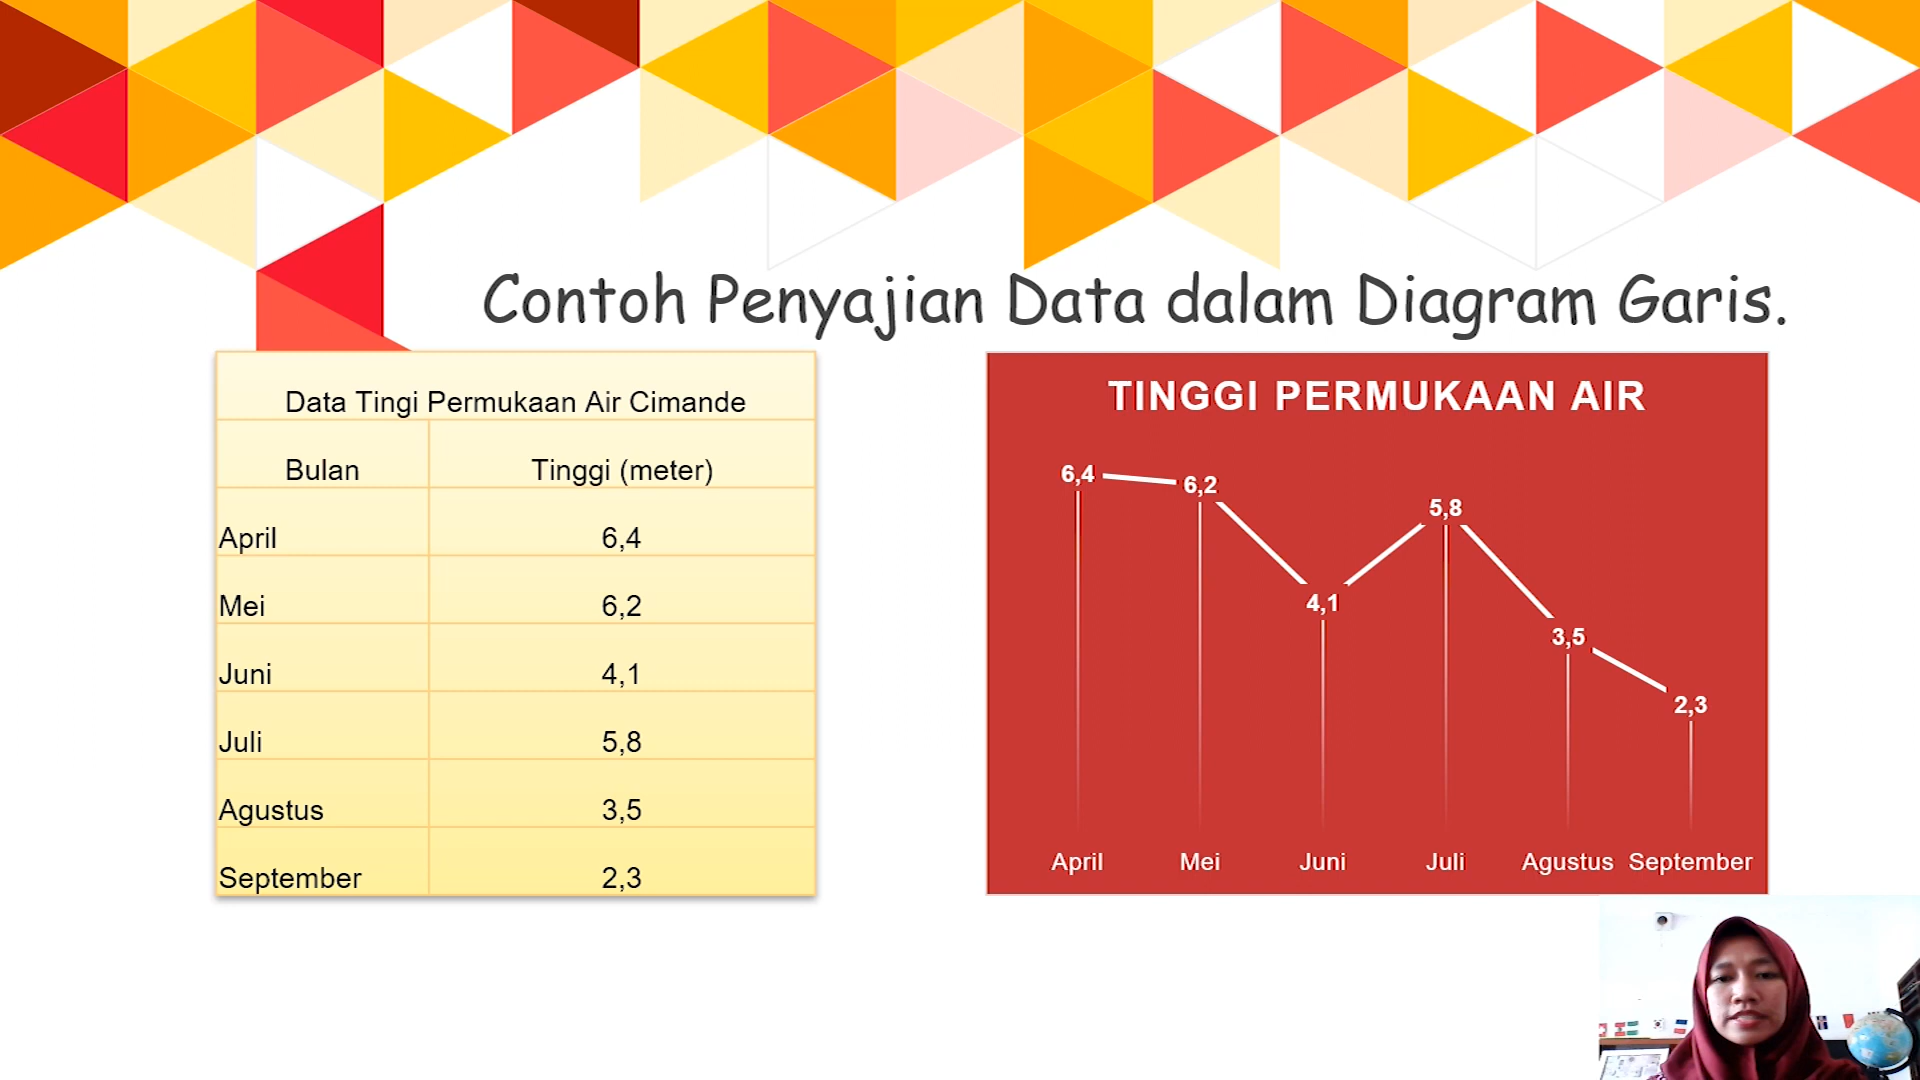 Contoh Penyajian Data dalam Diagram Garis.
Data Tingi Permukaan Air Cimande
Bulan Tinggi (meter)
April 6,4
Mei 6,2
Juni 4,1
Juli 5,8
Agustus 3,5
September 2,3
TINGGI PERMUKAAN AIR
6,4
6,2
5,8
4,1
3,5
2,3
April Mei Juni Juli Agustus September